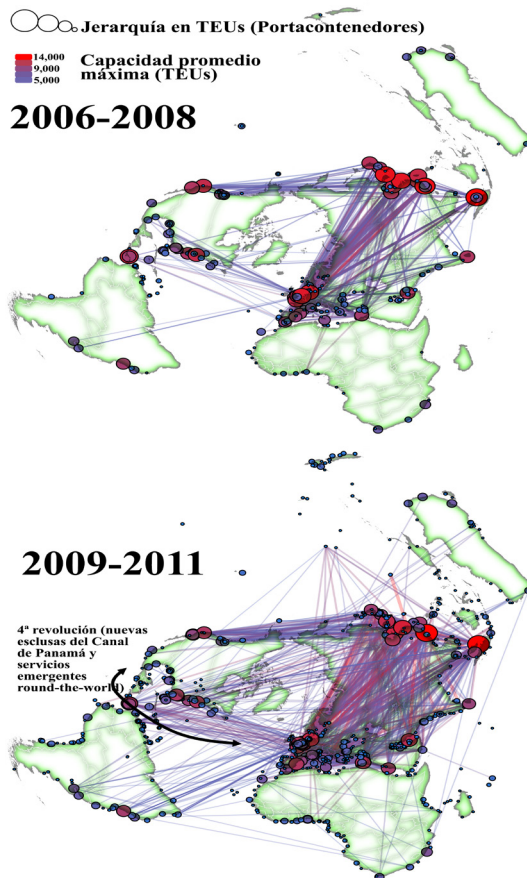 Jerarquía en TEUs (Portacontenedores)
14,000
9,000
5,000
Capacidad promedio
máxima (TEUs)
2006-2008
2009-2011
4ª revolución (nuevas
esclusas del Canal
de Panamá y
servicios
emergentes
round-the-world)